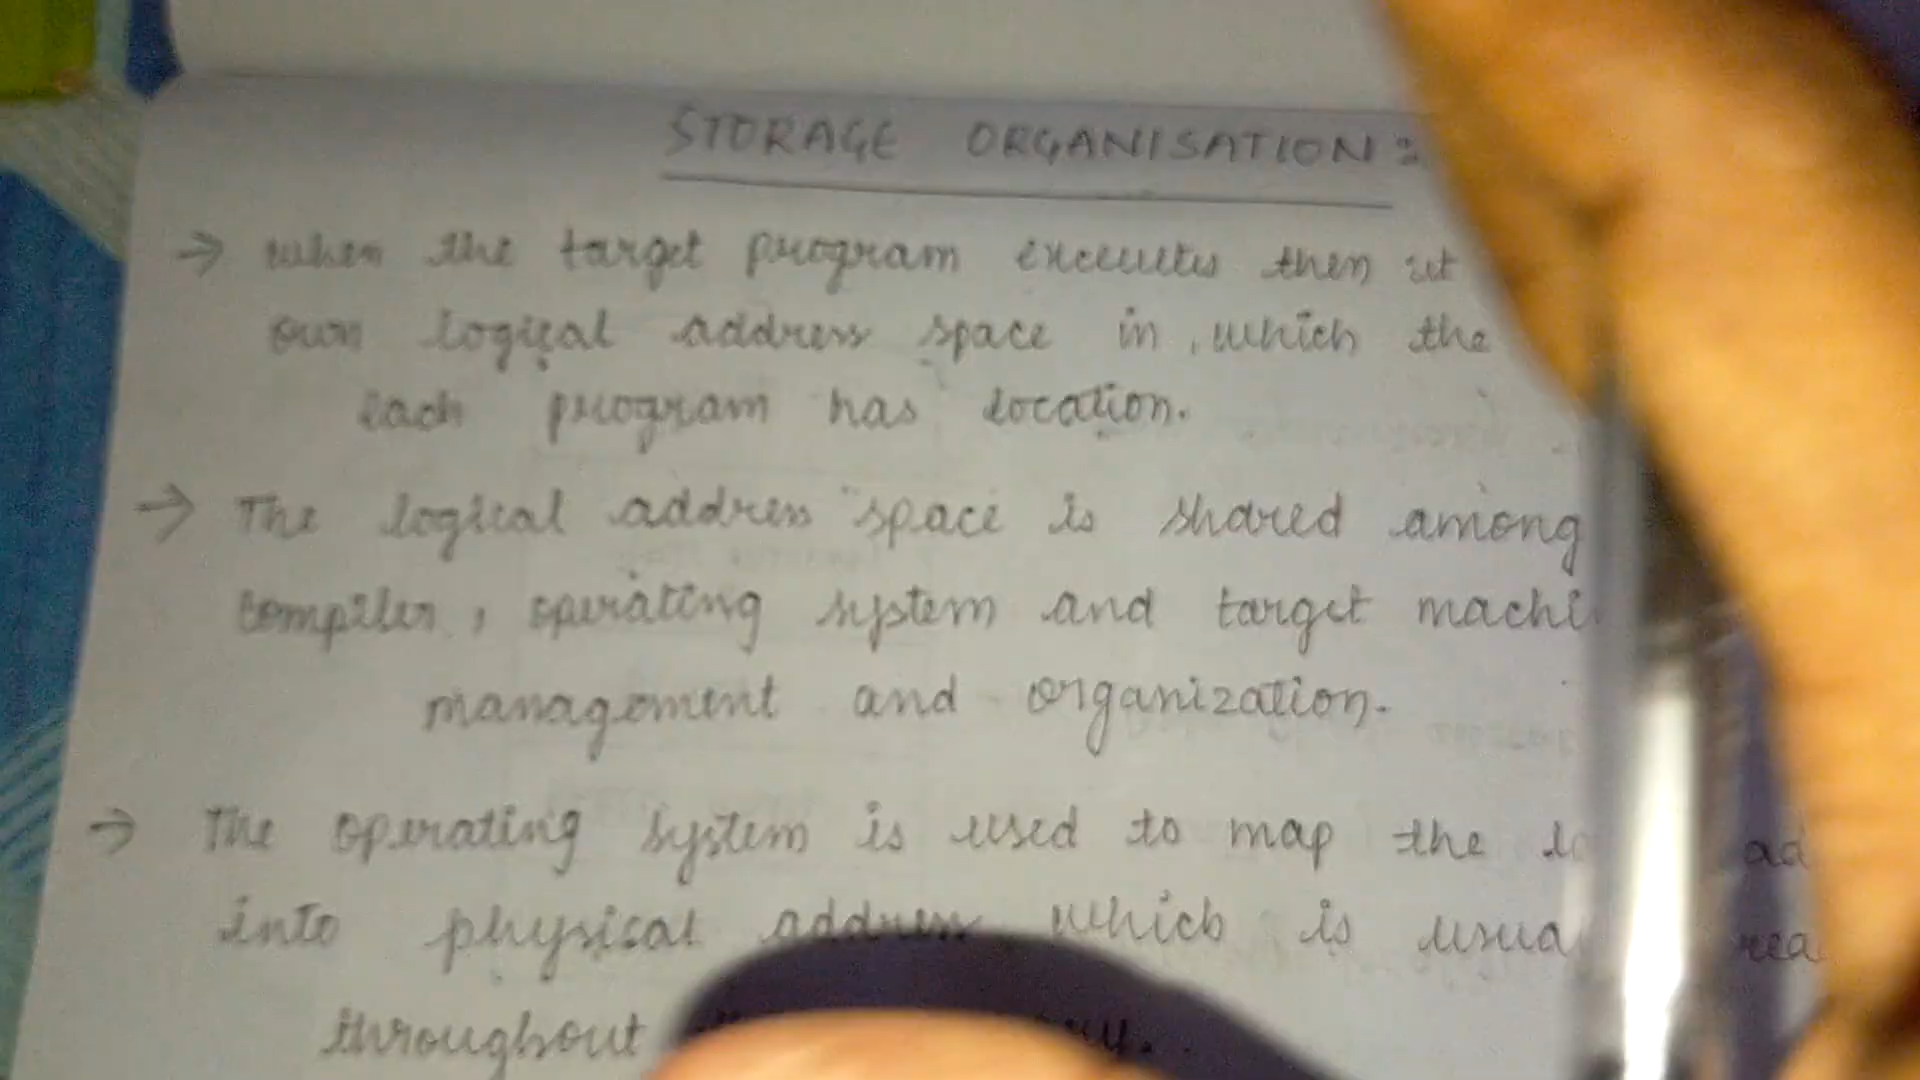 STORAGE ORGANISATION:
→ when the target program executes then it
own logical address space in which the
each program has location.
→ The logical address space is shared among
compiler, operating system and target machi
management and organization.
→ The operating system is used to map the
into physical address which is usua
throughout